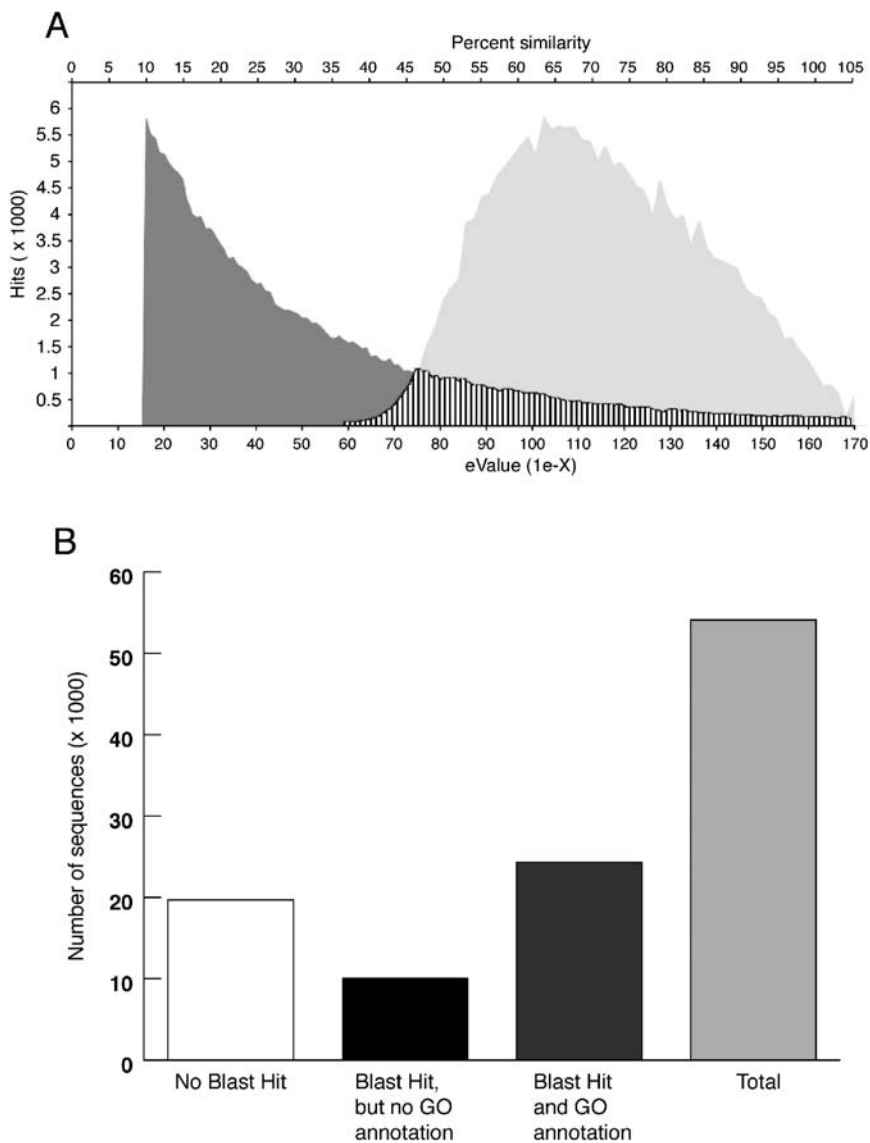 A
Percent similarity
0 5 10 15 20 25 30 35 40 45 50 55 60 65 70 75 80 85 90 95 100 105
6
5.5
5
4.5
4
3.5
3
2.5
2
1.5
1
0.5
Hits ( x 1000)
0 10 20 30 40 50 60 70 80 90 100 110 120 130 140 150 160 170
eValue (1e-X)
B
60
50
40
30
20
10
0
Number of sequences (x 1000)
No Blast Hit
Blast Hit,
but no GO
annotation
Blast Hit
and GO
annotation
Total